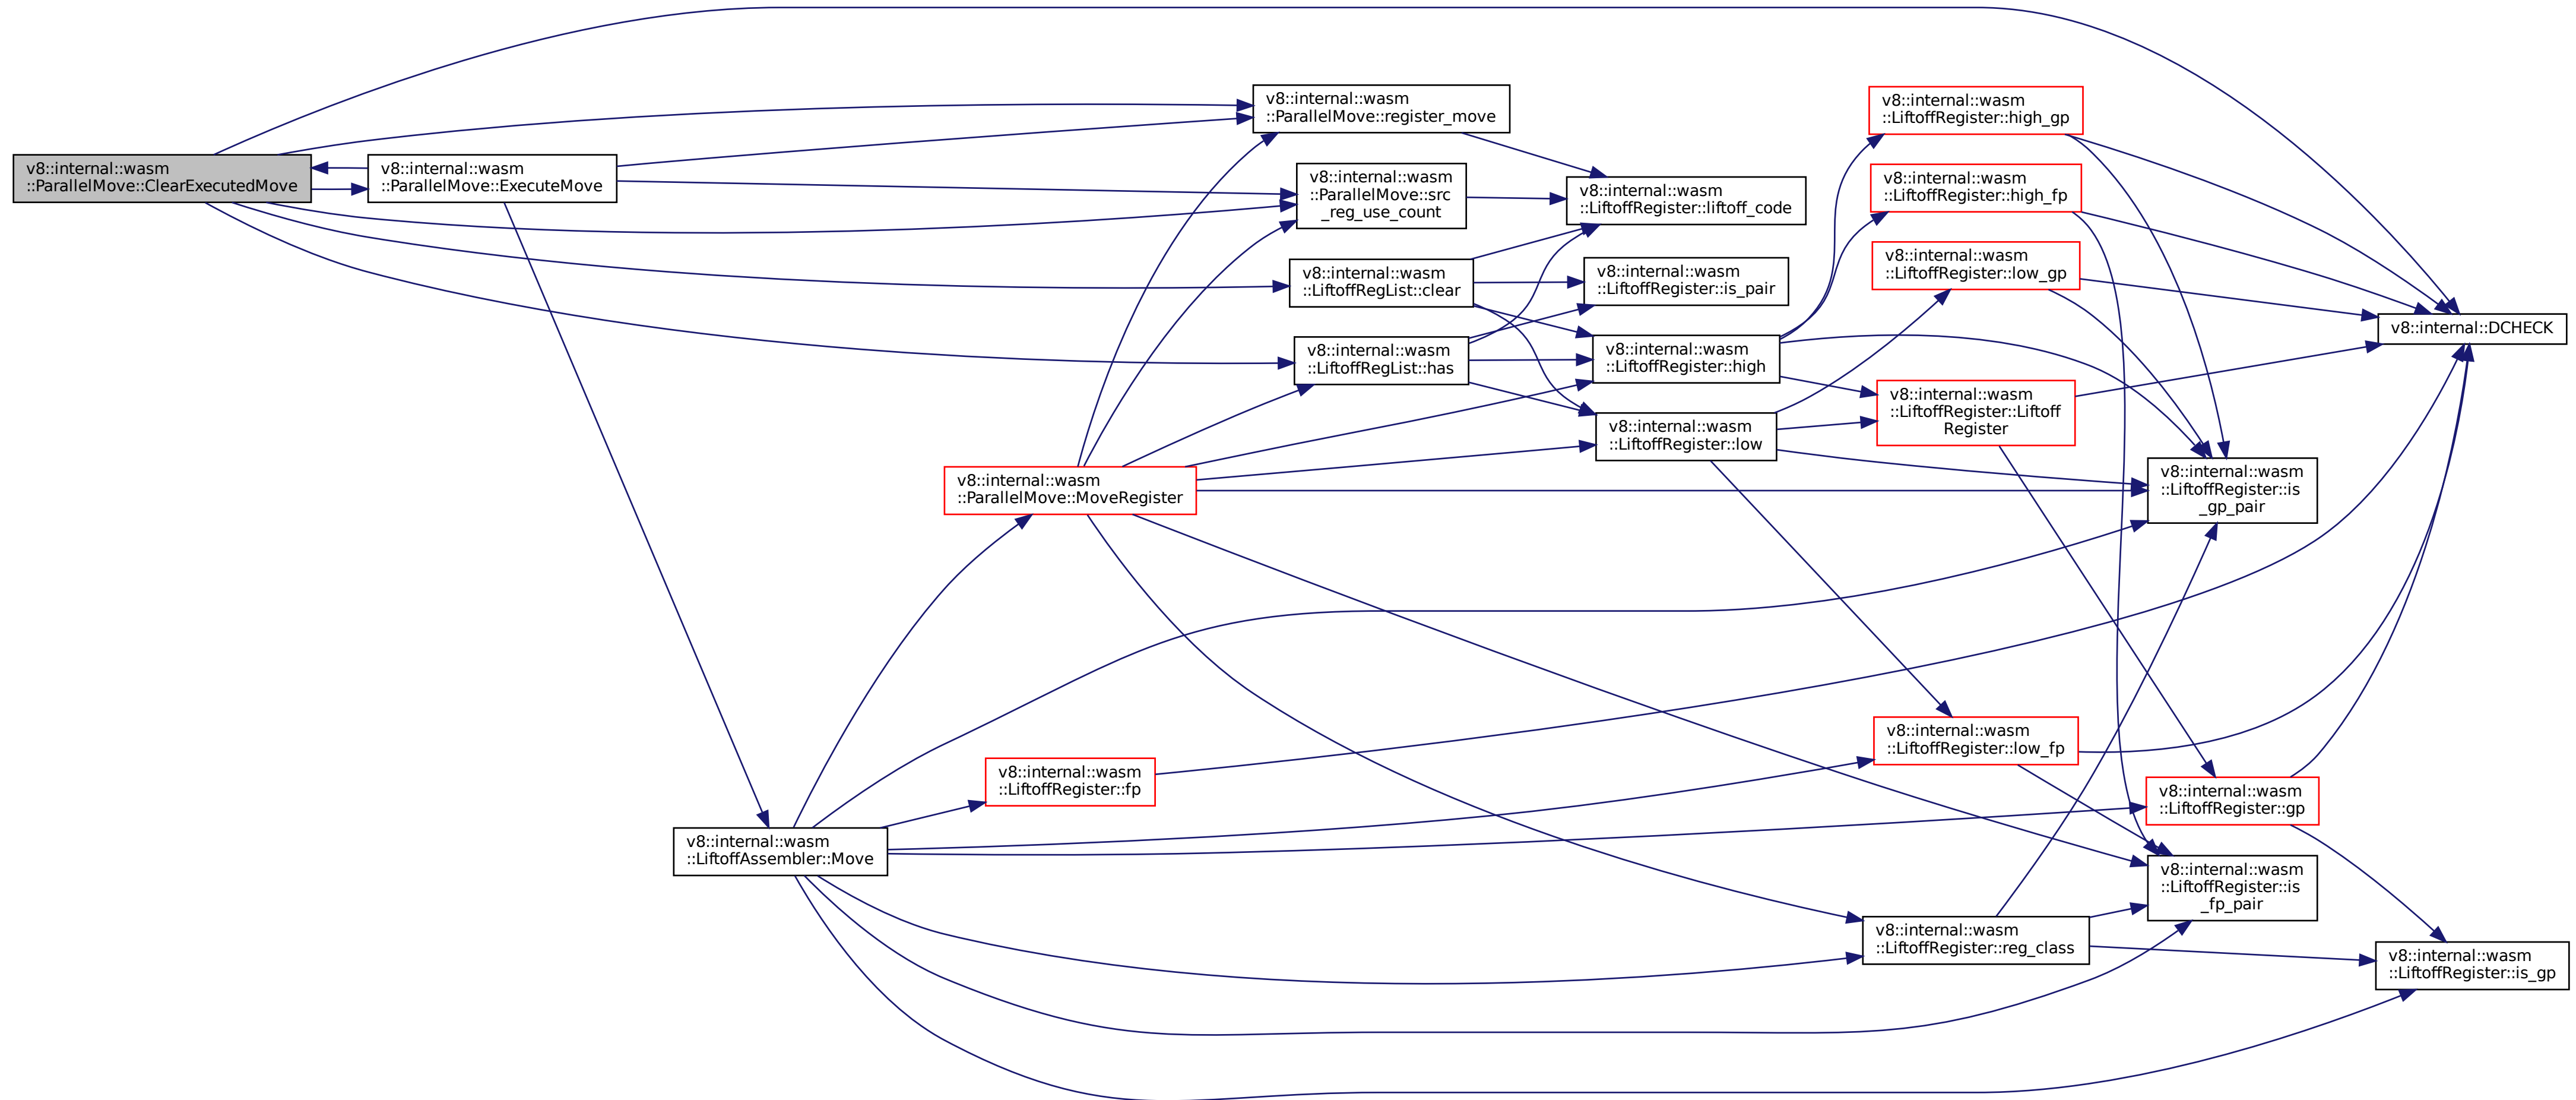 v8::internal::wasm
::ParallelMove::ClearExecutedMove
v8::internal::wasm
::ParallelMove::ExecuteMove
v8::internal::wasm
::ParallelMove::register_move
v8::internal::wasm
::ParallelMove::src
_reg_use_count
v8::internal::wasm
::LiftoffRegList::clear
v8::internal::wasm
::LiftoffRegList::has
v8::internal::wasm
::ParallelMove::MoveRegister
v8::internal::wasm
::LiftoffRegister::fp
v8::internal::wasm
::LiftoffAssembler::Move
v8::internal::wasm
::LiftoffRegister::liftoff_code
v8::internal::wasm
::LiftoffRegister::is_pair
v8::internal::wasm
::LiftoffRegister::high
v8::internal::wasm
::LiftoffRegister::low
v8::internal::wasm
::LiftoffRegister::high_gp
v8::internal::wasm
::LiftoffRegister::high_fp
v8::internal::wasm
::LiftoffRegister::low_gp
v8::internal::wasm
::LiftoffRegister::Liftoff
Register
v8::internal::wasm
::LiftoffRegister::low_fp
v8::internal::wasm
::LiftoffRegister::reg_class
v8::internal::DCHECK
v8::internal::wasm
::LiftoffRegister::is
_gp_pair
v8::internal::wasm
::LiftoffRegister::gp
v8::internal::wasm
::LiftoffRegister::is
_fp_pair
v8::internal::wasm
::LiftoffRegister::is_gp